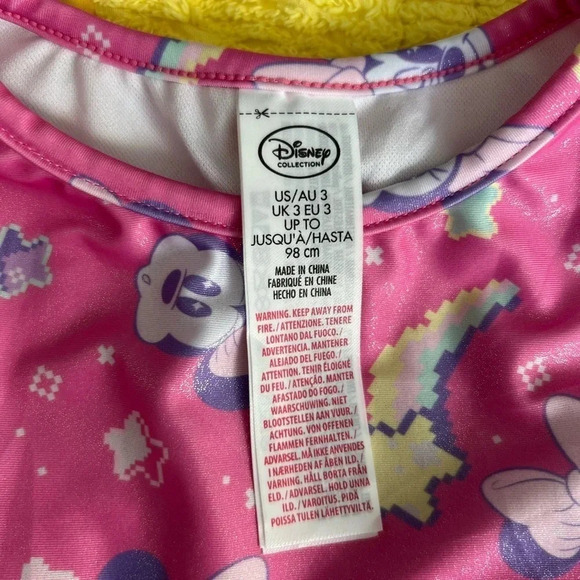 Disney
COLLECTION
US/AU 3
UK 3 EU 3
UP TO
JUSQU'À/HASTA
98 cm
MADE IN CHINA
FABRIQUÉ EN CHINE
HECHO EN CHINA
WARNING. KEEP AWAY FROM
FIRE./ATTENZIONE. TENERE
LONTANO DAL FUOCO./
ADVERTENCIA. MANTENER
ALEJADO DEL FUEGO./
ATTENTION. TENIR ÉLOIGNÉ
DU FEU./ATENÇÃO. MANTER
AFASTADO DO FOGO./
WAARSCHUWING. NIET
BLOOTSTELLEN AAN VUUR./
ACHTUNG. VON OFFENEN
FLAMMEN FERNHALTEN./
ADVARSEL. MÅ IKKE ANVENDES
I NÆRHEDEN AF ÅBEN ILD./
VARNING. HÅLL BORTA FRÅN
ELD./ADVARSEL. HOLD UNNA
ILD./VAROITUS. PIDÄ
POISSA TULEN LÄHETTYVILTÄ.